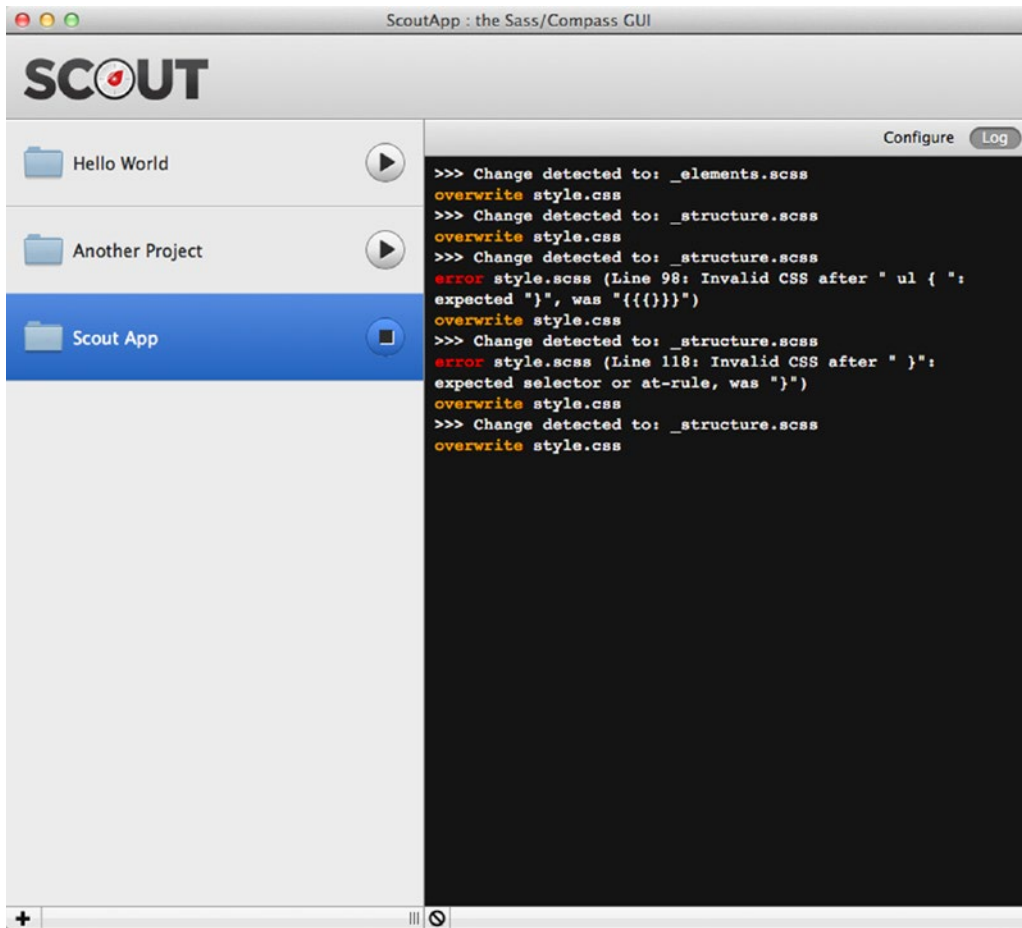 ScoutApp : the Sass/Compass GUI
SCOUT
Hello World
Another Project
Scout App
Configure Log
>>> Change detected to: _elements.scss
overwrite style.css
>>> Change detected to: _structure.scss
overwrite style.css
>>> Change detected to: _structure.scss
error style.scss (Line 98: Invalid CSS after " ul { ":
expected "}", was "{{{}}}")
overwrite style.css
>>> Change detected to: _structure.scss
error style.scss (Line 118: Invalid CSS after " }":
expected selector or at-rule, was "}")
overwrite style.css
>>> Change detected to: _structure.scss
overwrite style.css